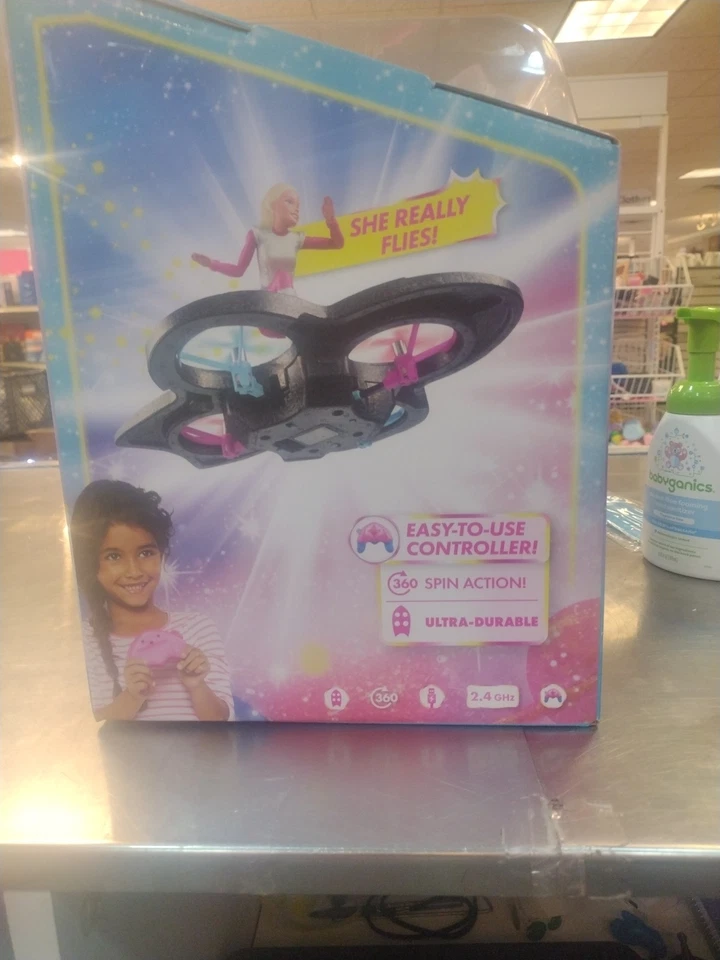 SHE REALLY
FLIES!
EASY-TO-USE
CONTROLLER!
360 SPIN ACTION!
ULTRA-DURABLE
360
2.4 GHz
babyganics